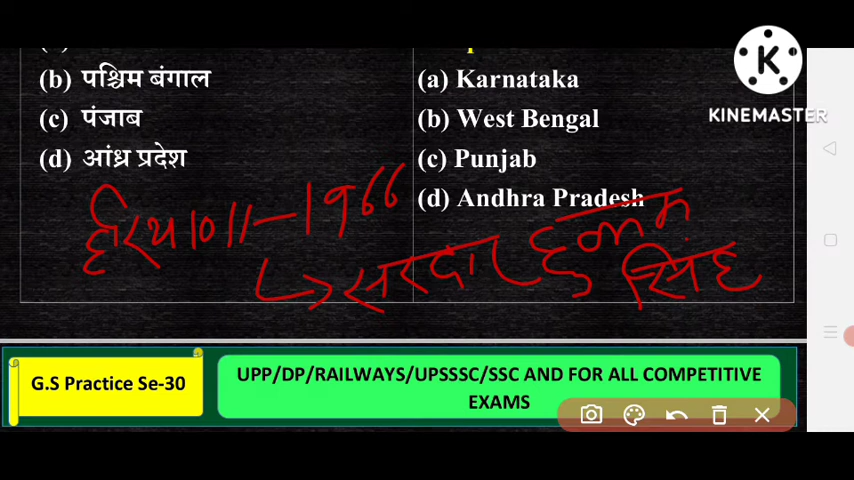 (b) पश्चिम बंगाल
(c) पंजाब
(d) आंध्र प्रदेश
(a) Karnataka
(b) West Bengal
(c) Punjab
(d) Andhra Pradesh
हरियाणा - 1966
→ सरदार हुकम सिंह
KINEMASTER
G.S Practice Se-30
UPP/DP/RAILWAYS/UPSSSC/SSC AND FOR ALL COMPETITIVE
EXAMS